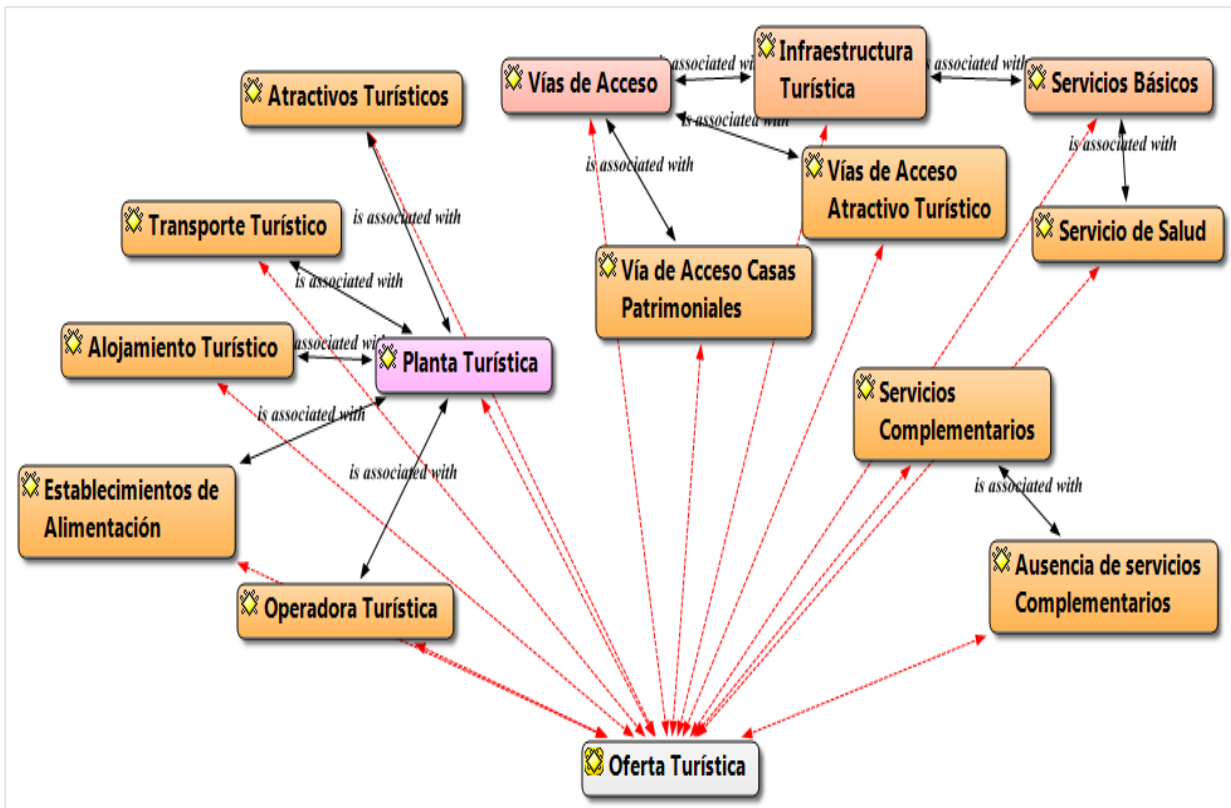 Atractivos Turísticos
Vías de Acceso
is associated with
Infraestructura
Turística
is associated with
Servicios Básicos
is associated with
is associated with
is associated with
Vías de Acceso
Atractivo Turístico
Servicio de Salud
is associated with
Transporte Turístico
is associated with
Vía de Acceso Casas
Patrimoniales
Alojamiento Turístico
associated with
Planta Turística
Servicios
Complementarios
is associated with
is associated with
is associated with
Establecimientos de
Alimentación
Operadora Turística
Ausencia de servicios
Complementarios
Oferta Turística